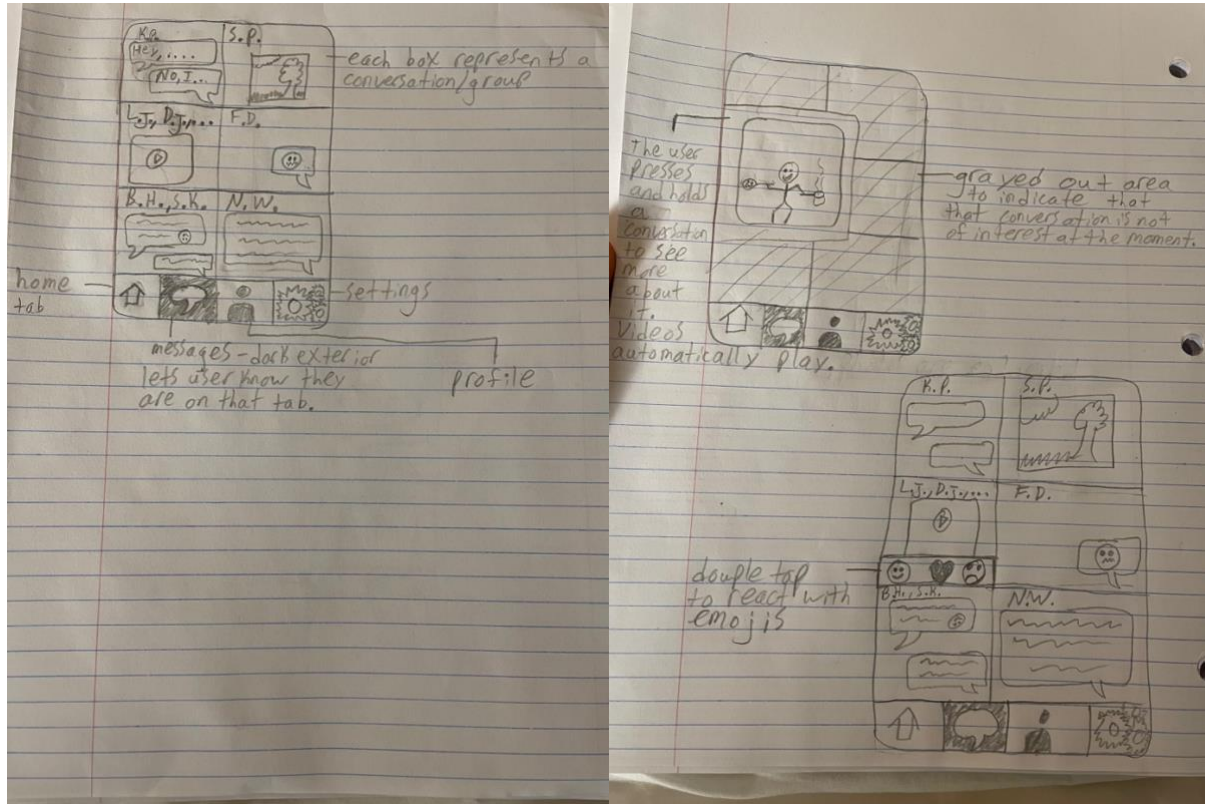 K.P.
Hey,....
No, I...
S.P.
each box represents a
conversation/group
L.J., D.J.,...
F.D.
B.H., S.K.
N.W.
home
tab
settings
messages - dark exterior
lets user know they
are on that tab.
profile
the user
presses
and holds
a
conversation
to see
more
about
it.
Videos
automatically play.
grayed out area
to indicate that
that conversation is not
of interest at the moment.
K.P.
S.P.
L.J., D.J.,...
F.D.
double tap
to react with
emojis
B.H., S.K.
N.W.